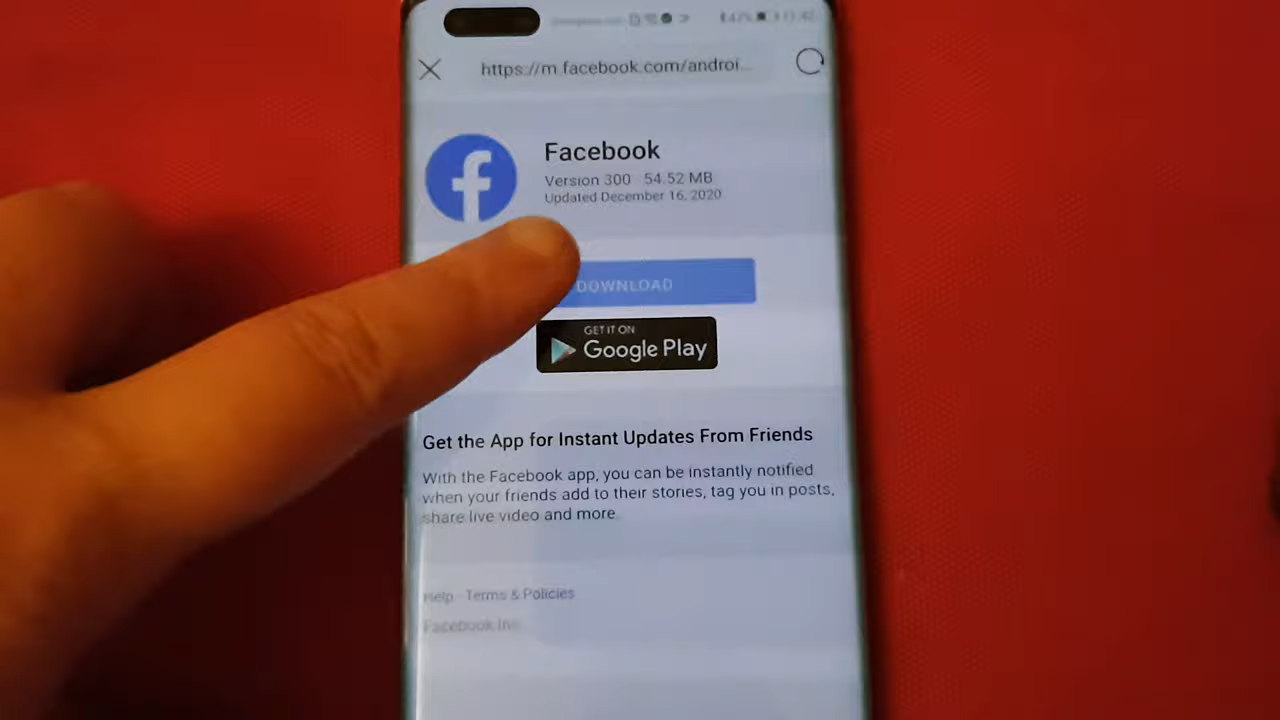 https://m.facebook.com/androi...
Facebook
Version 300 54.52 MB
Updated December 16, 2020
DOWNLOAD
GET IT ON
Google Play
Get the App for Instant Updates From Friends
With the Facebook app, you can be instantly notified
when your friends add to their stories, tag you in posts,
share live video and more
Help · Terms & Policies
Facebook Inc